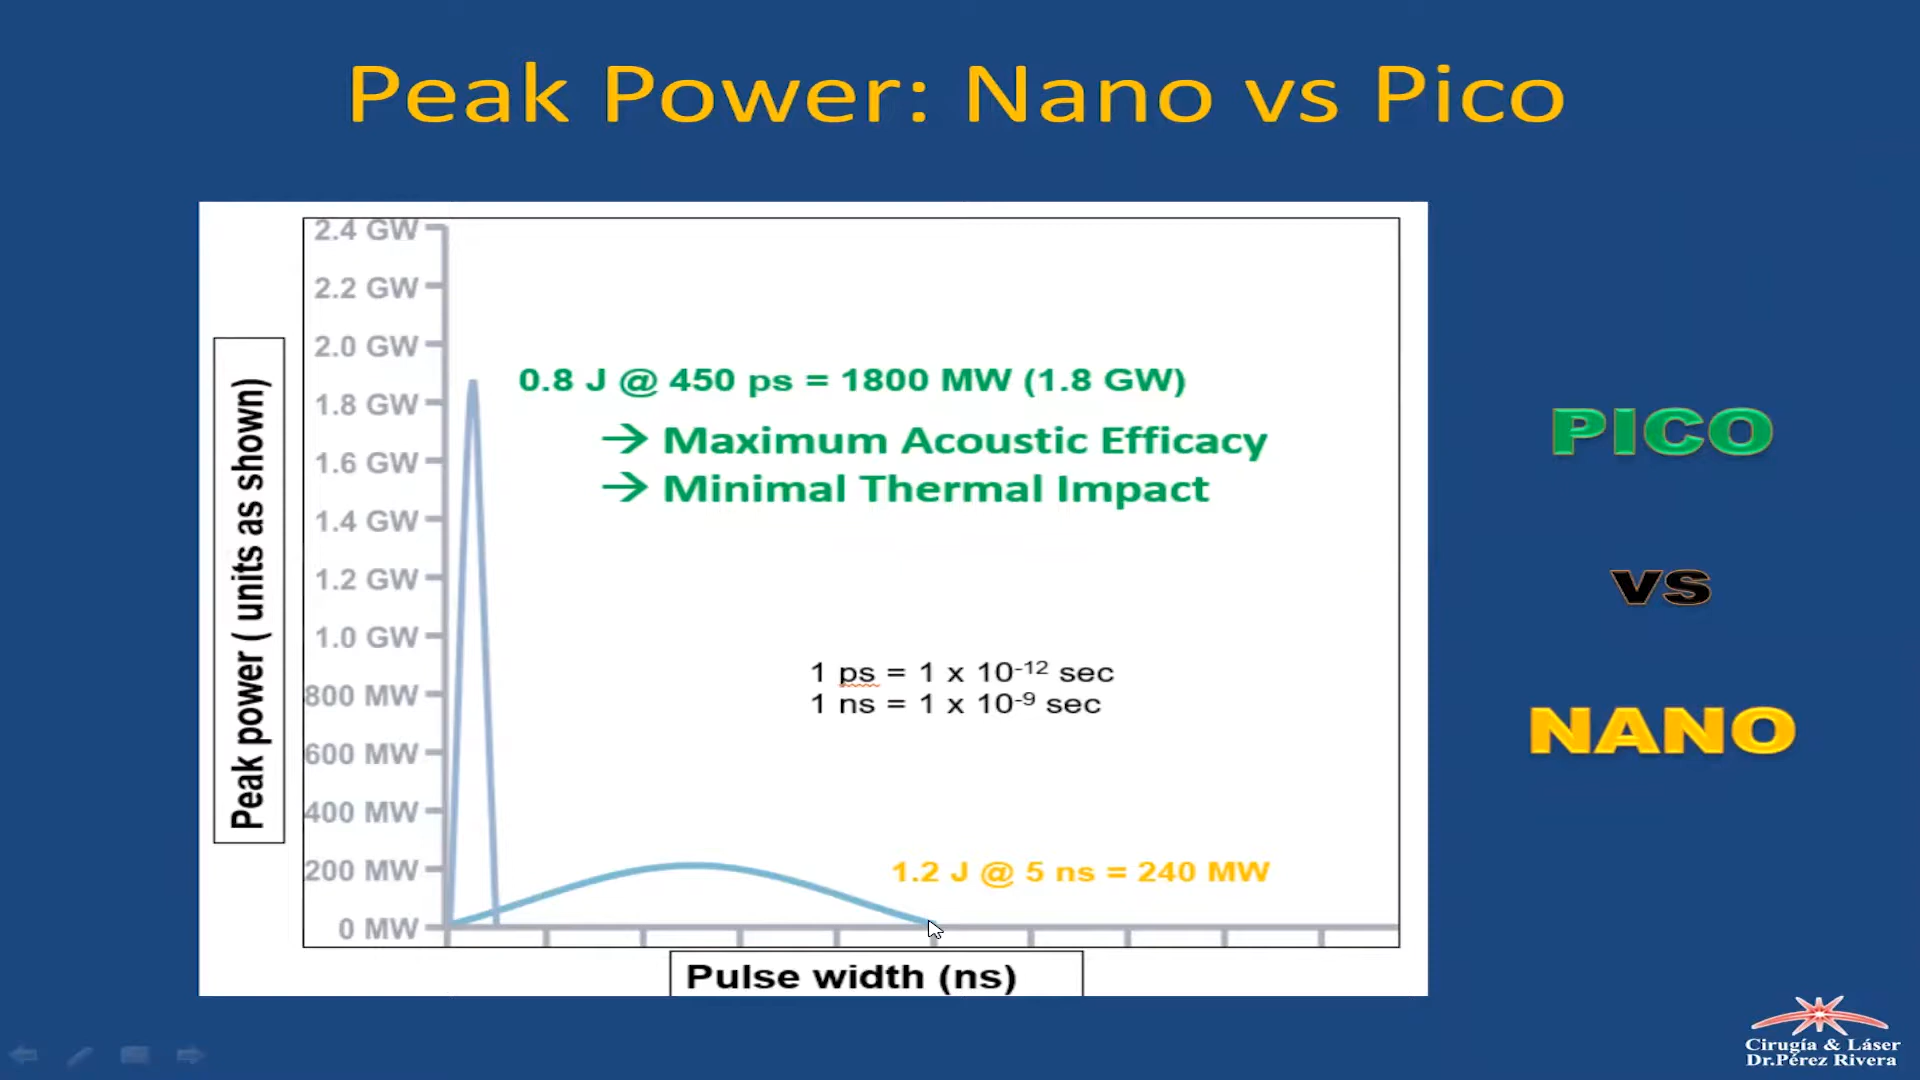 Peak Power: Nano vs Pico
2.4 GW
2.2 GW
2.0 GW
1.8 GW
1.6 GW
1.4 GW
1.2 GW
1.0 GW
800 MW
600 MW
400 MW
200 MW
0 MW
Peak power ( units as shown)
0.8 J @ 450 ps = 1800 MW (1.8 GW)
→ Maximum Acoustic Efficacy
→ Minimal Thermal Impact
1 ps = 1 x 10⁻¹² sec
1 ns = 1 x 10⁻⁹ sec
1.2 J @ 5 ns = 240 MW
Pulse width (ns)
PICO
vs
NANO
Cirugía & Láser
Dr.Pérez Rivera